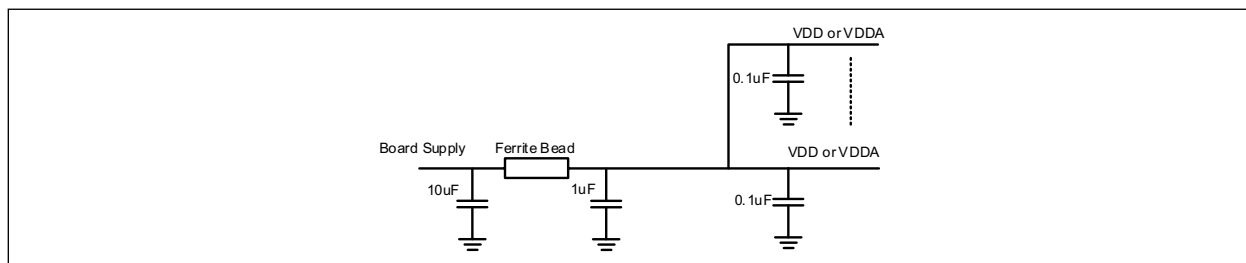 VDD or VDDA
0.1uF
Board Supply
Ferrite Bead
VDD or VDDA
10uF
1uF
0.1uF